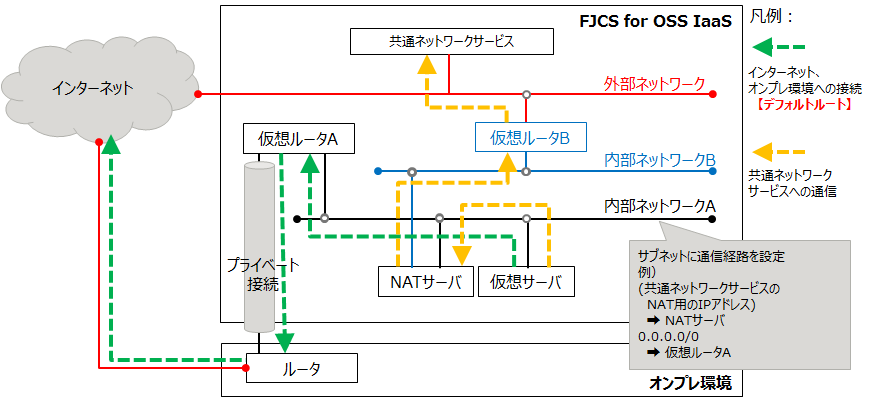 FJCS for OSS IaaS
凡例：
共通ネットワークサービス
インターネット
外部ネットワーク
インターネット、
オンプレ環境への接続
【デフォルトルート】
仮想ルータA
仮想ルータB
内部ネットワークB
共通ネットワーク
サービスへの通信
内部ネットワークA
プライベート
接続
NATサーバ
仮想サーバ
サブネットに通信経路を設定
例）
(共通ネットワークサービスの
NAT用のIPアドレス)
➡ NATサーバ
0.0.0.0/0
➡ 仮想ルータA
ルータ
オンプレ環境